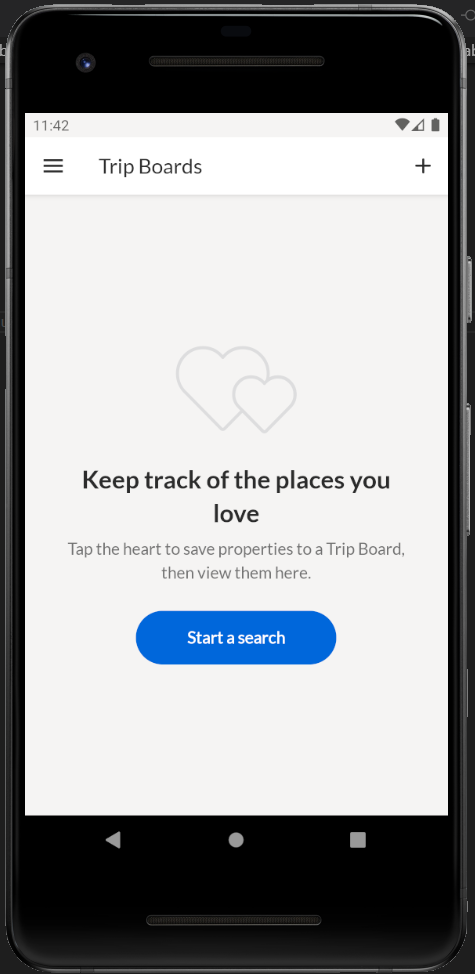 11:42
Trip Boards
Keep track of the places you
love
Tap the heart to save properties to a Trip Board,
then view them here.
Start a search